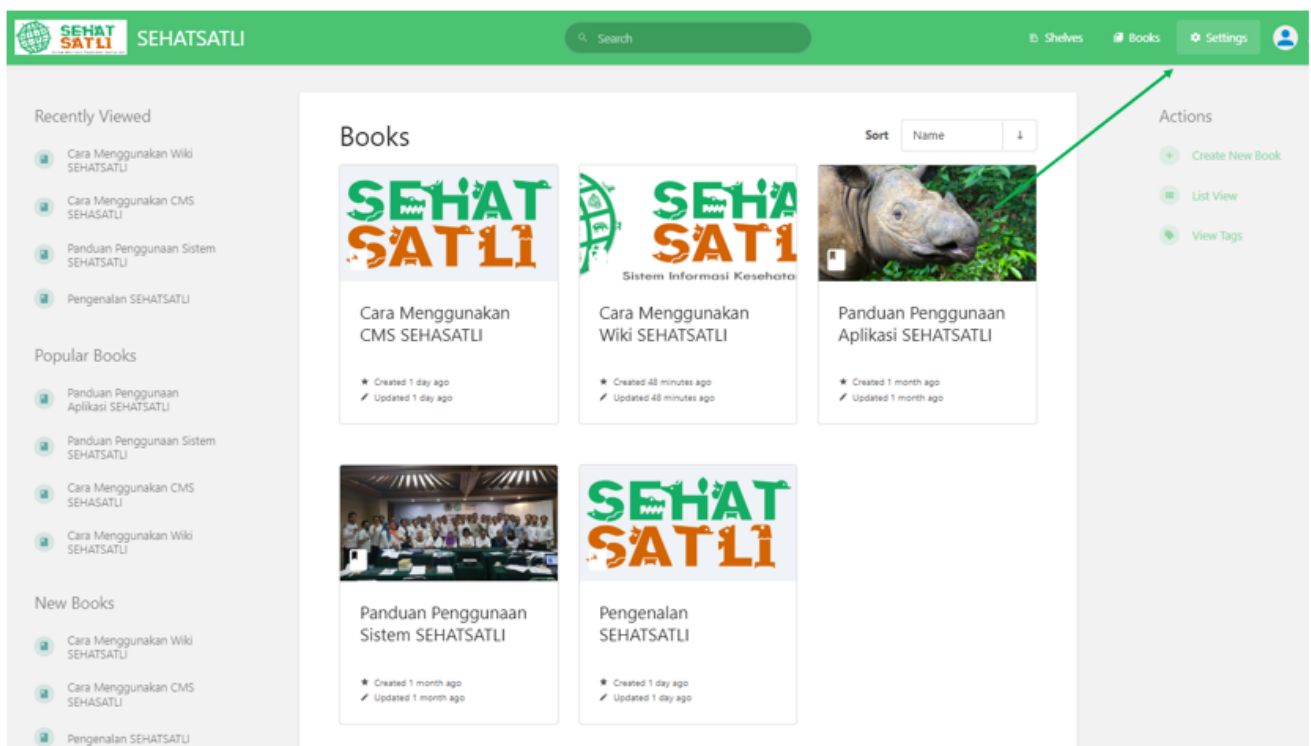 SEHAT
SATLI
SEHATSATLI
Search
Shelves
Books
Settings
Recently Viewed
Cara Menggunakan Wiki
SEHATSATLI
Cara Menggunakan CMS
SEHASATLI
Panduan Penggunaan Sistem
SEHATSATLI
Pengenalan SEHATSATLI
Popular Books
Panduan Penggunaan
Aplikasi SEHATSATLI
Panduan Penggunaan Sistem
SEHATSATLI
Cara Menggunakan CMS
SEHASATLI
Cara Menggunakan Wiki
SEHATSATLI
New Books
Cara Menggunakan Wiki
SEHATSATLI
Cara Menggunakan CMS
SEHASATLI
Pengenalan SEHATSATLI
Books
Sort
Name
SEHAT
SATLI
Cara Menggunakan
CMS SEHASATLI
Created 1 day ago
Updated 1 day ago
SEHA
SATL
Sistem Informasi Kesehata
Cara Menggunakan
Wiki SEHATSATLI
Created 48 minutes ago
Updated 48 minutes ago
Panduan Penggunaan
Aplikasi SEHATSATLI
Created 1 month ago
Updated 1 month ago
Panduan Penggunaan
Sistem SEHATSATLI
Created 1 month ago
Updated 1 month ago
SEHAT
SATLI
Pengenalan
SEHATSATLI
Created 1 day ago
Updated 1 day ago
Actions
Create New Book
List View
View Tags